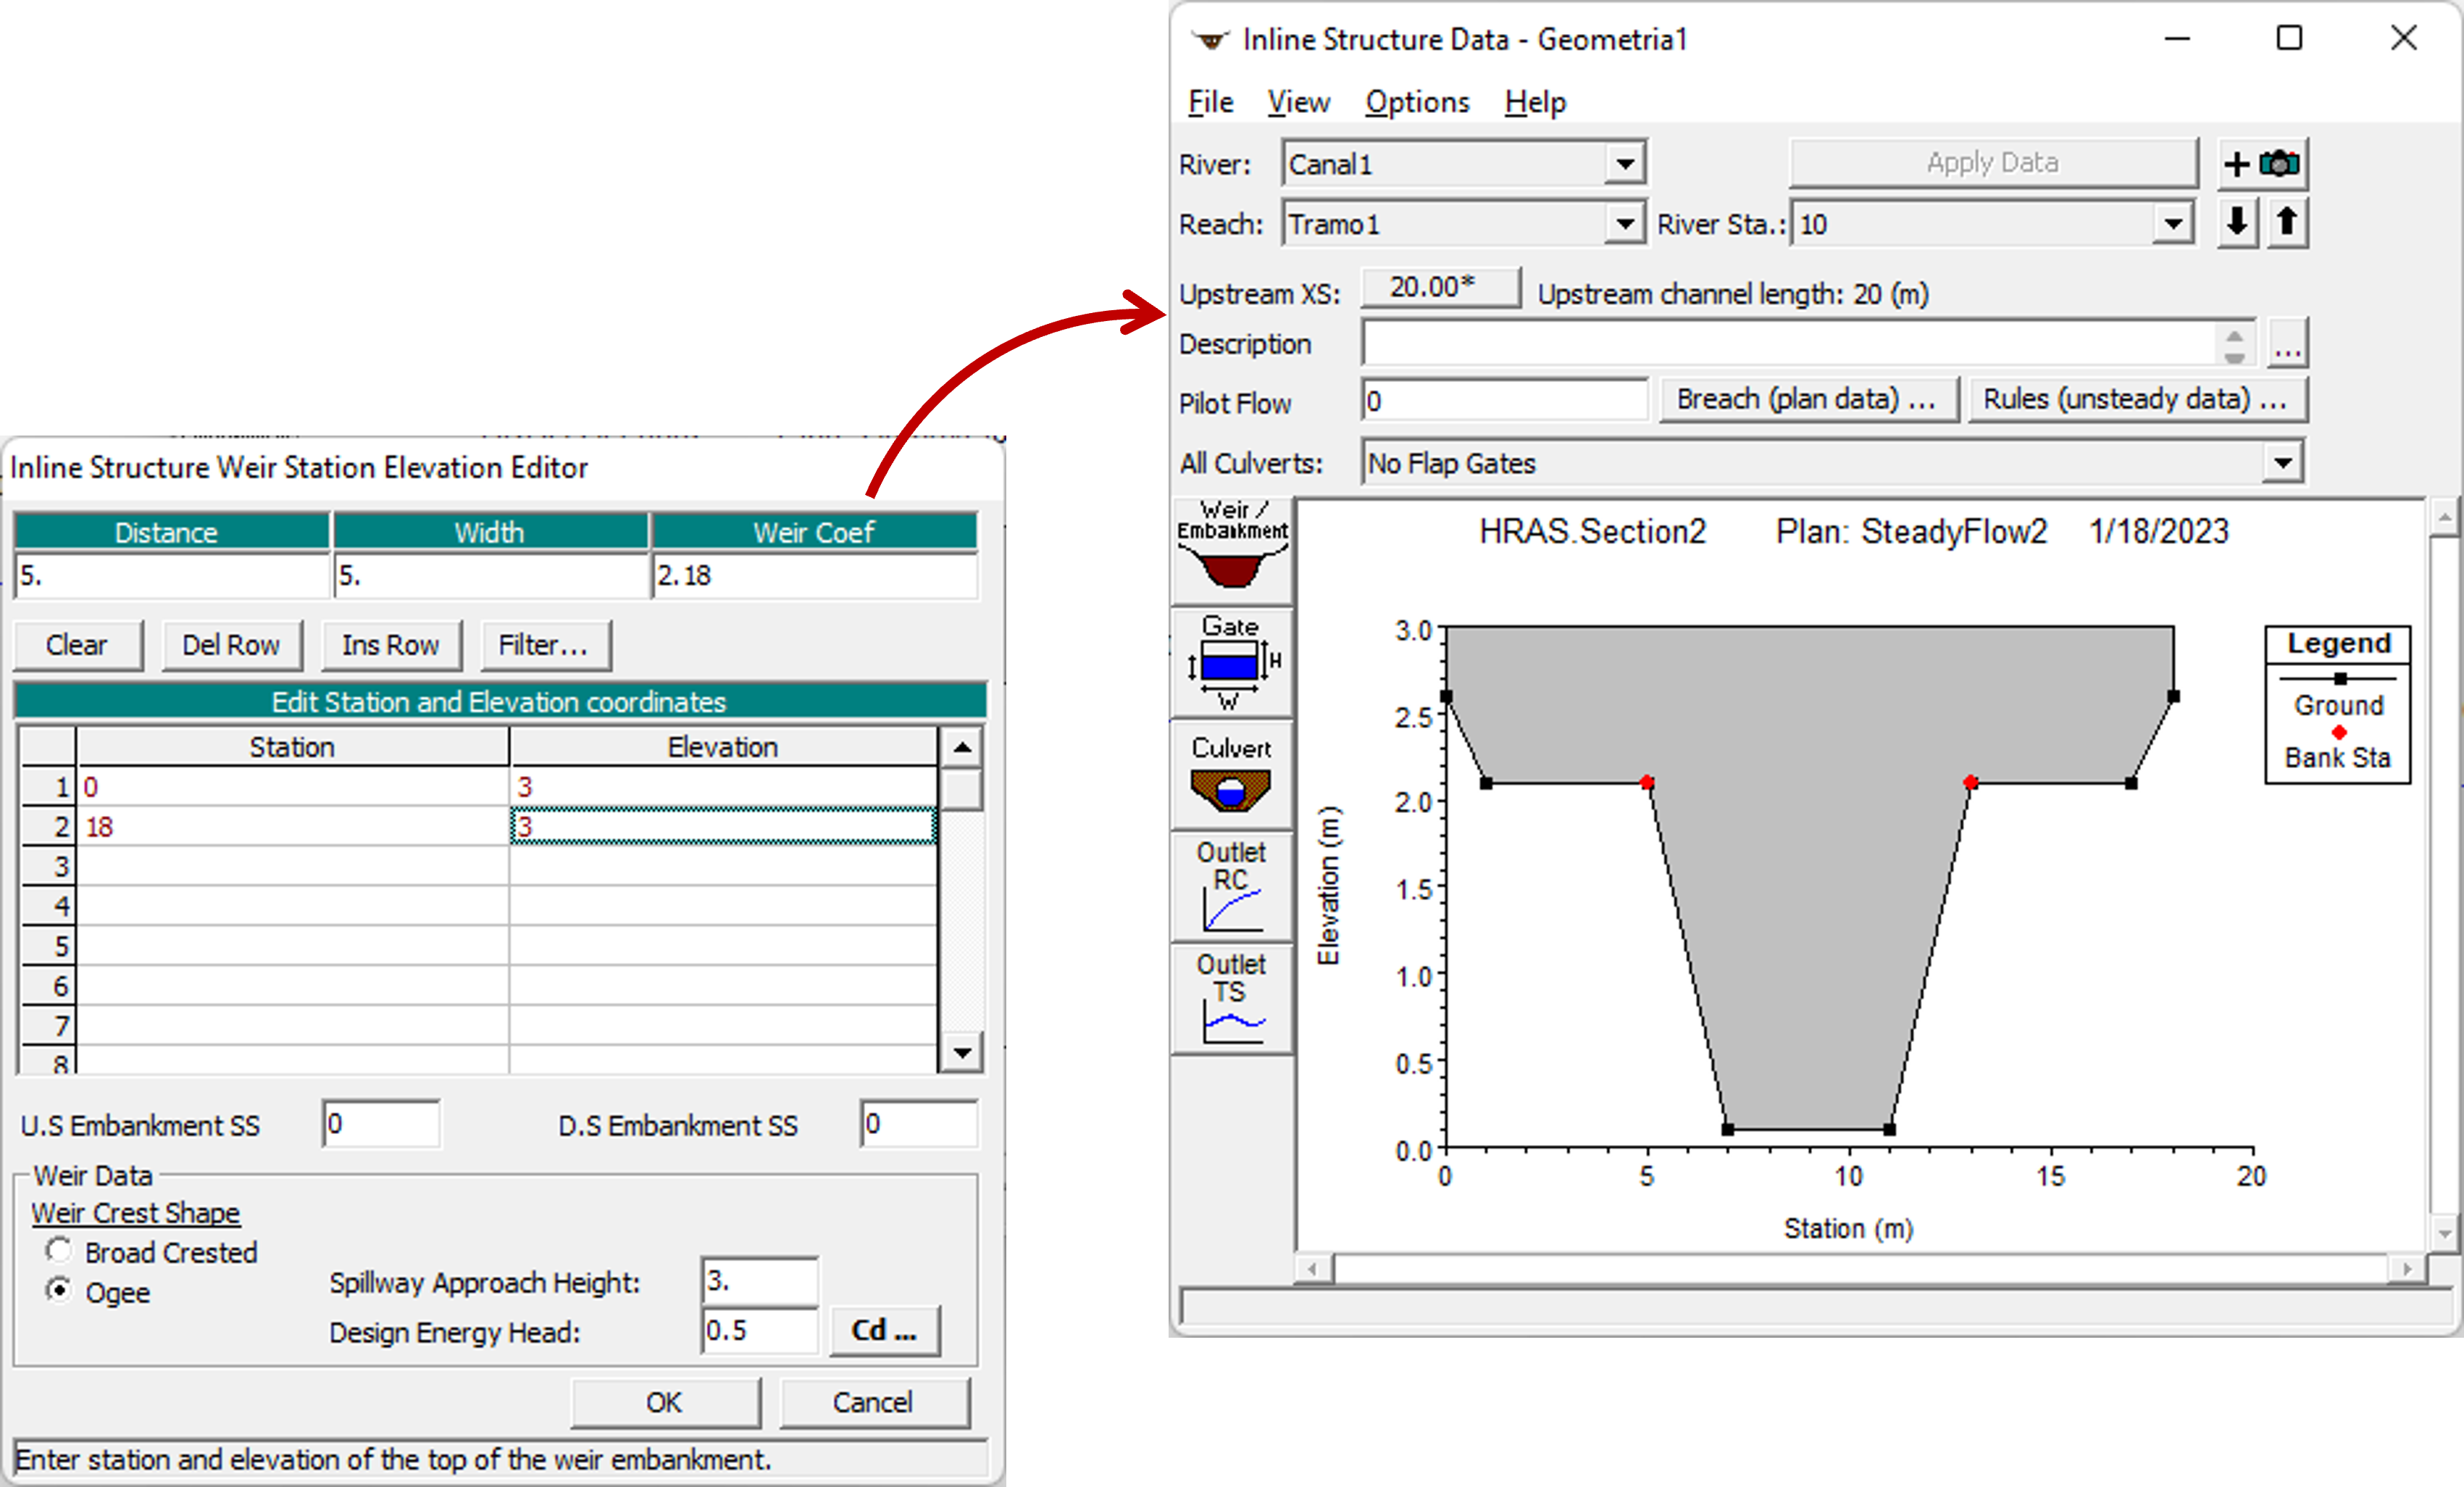 Inline Structure Weir Station Elevation Editor
Distance Width Weir Coef
5. 5. 2.18
Clear Del Row Ins Row Filter...
Edit Station and Elevation coordinates
Station Elevation
1 0 3
2 18 3
3
4
5
6
7
8
U.S Embankment SS 0 D.S Embankment SS 0
Weir Data
Weir Crest Shape
Broad Crested
Ogee
Spillway Approach Height: 3.
Design Energy Head: 0.5 Cd ...
OK Cancel
Enter station and elevation of the top of the weir embankment.
Inline Structure Data - Geometria1
File View Options Help
River: Canal1 Apply Data +
Reach: Tramo1 River Sta.: 10
Upstream XS: 20.00* Upstream channel length: 20 (m)
Description ...
Pilot Flow 0 Breach (plan data) ... Rules (unsteady data) ...
All Culverts: No Flap Gates
Weir /
Embankment
Gate
H
W
Culvert
Outlet
RC
Outlet
TS
HRAS.Section2 Plan: SteadyFlow2 1/18/2023
Elevation (m)
3.0
2.5
2.0
1.5
1.0
0.5
0.0
0 5 10 15 20
Station (m)
Legend
Ground
Bank Sta